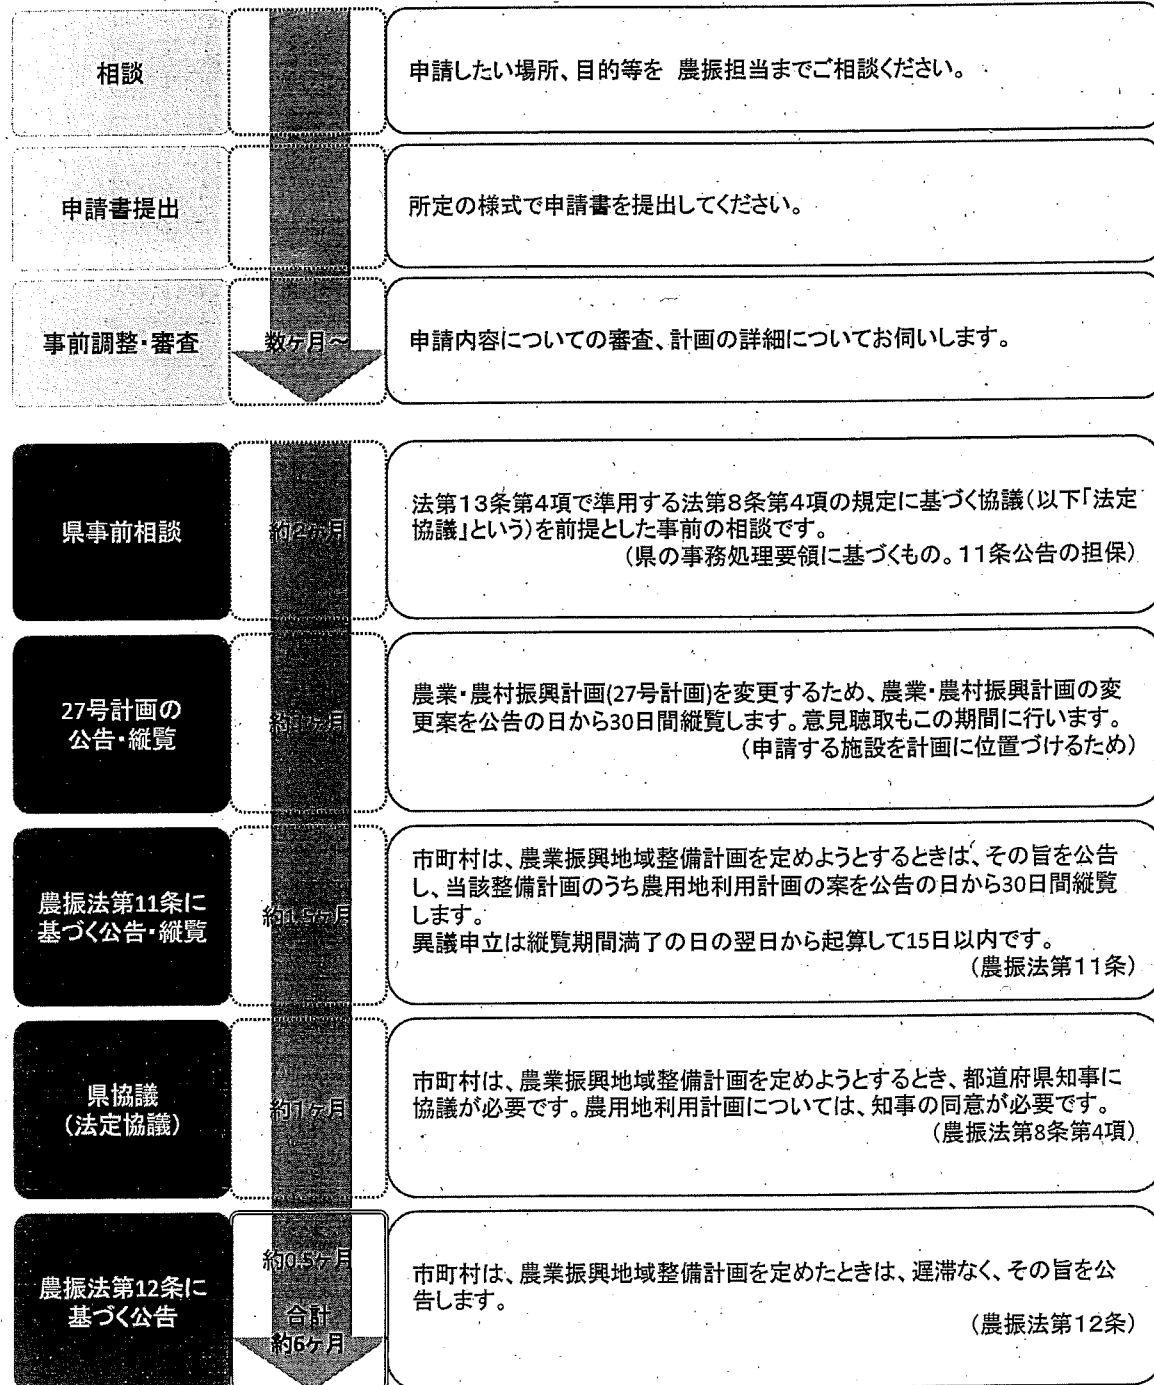 相談
申請したい場所、目的等を 農振担当までご相談ください。
申請書提出
所定の様式で申請書を提出してください。
事前調整・審査
数ヶ月～
申請内容についての審査、計画の詳細についてお伺いします。
県事前相談
約2ヶ月
法第13条第4項で準用する法第8条第4項の規定に基づく協議(以下「法定
協議」という)を前提とした事前の相談です。
(県の事務処理要領に基づくもの。11条公告の担保)
27号計画の
公告・縦覧
約1ヶ月
農業・農村振興計画(27号計画)を変更するため、農業・農村振興計画の変
更案を公告の日から30日間縦覧します。意見聴取もこの期間に行います。
(申請する施設を計画に位置づけるため)
農振法第11条に
基づく公告・縦覧
約1.5ヶ月
市町村は、農業振興地域整備計画を定めようとするときは、その旨を公告
し、当該整備計画のうち農用地利用計画の案を公告の日から30日間縦覧
します。
異議申立は縦覧期間満了の日の翌日から起算して15日以内です。
(農振法第11条)
県協議
(法定協議)
約1ヶ月
市町村は、農業振興地域整備計画を定めようとするとき、都道府県知事に
協議が必要です。農用地利用計画については、知事の同意が必要です。
(農振法第8条第4項)
農振法第12条に
基づく公告
約0.5ヶ月
合計
約6ヶ月
市町村は、農業振興地域整備計画を定めたときは、遅滞なく、その旨を公
告します。
(農振法第12条)